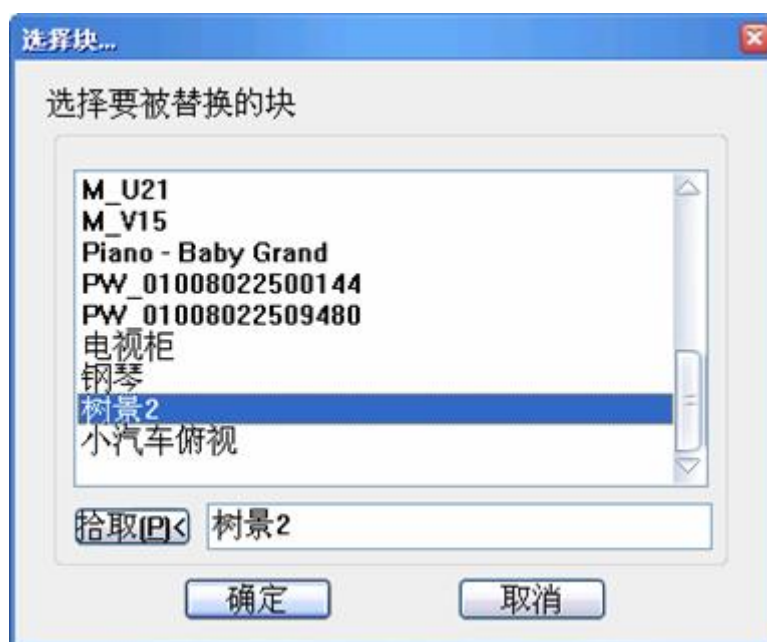 选择块...
选择要被替换的块
M_U21
M_V15
Piano - Baby Grand
PW_01008022500144
PW_01008022509480
电视柜
钢琴
树景2
小汽车俯视
拾取(P)< 树景2
确定 取消